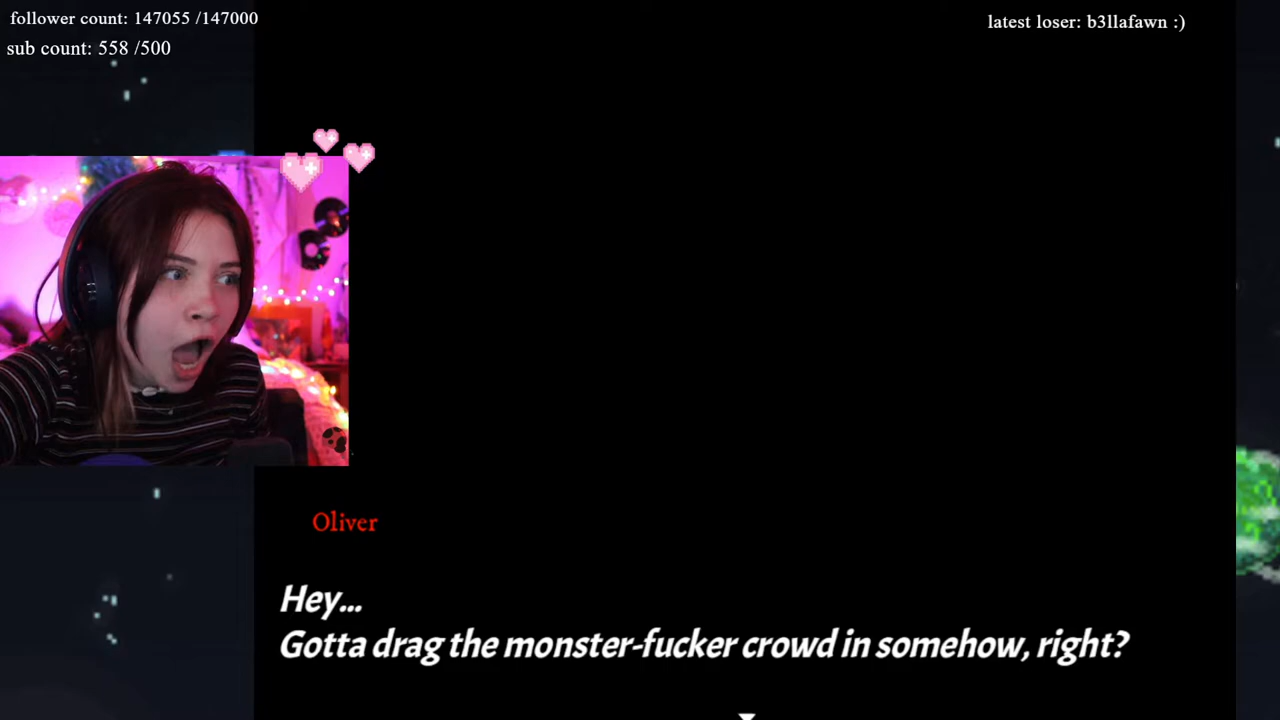 follower count: 147055 /147000
sub count: 558 /500
latest loser: b3llafawn :)
Oliver
Hey...
Gotta drag the monster-fucker crowd in somehow, right?